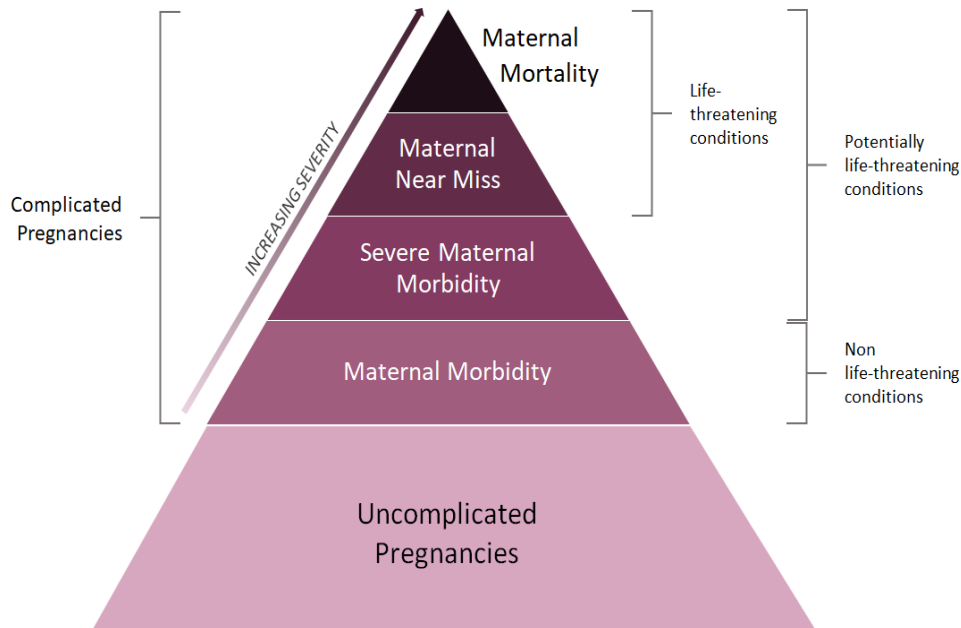 Maternal
Mortality
Life-
threatening
conditions
Potentially
life-threatening
conditions
Maternal
Near Miss
INCREASING SEVERITY
Complicated
Pregnancies
Severe Maternal
Morbidity
Maternal Morbidity
Non
life-threatening
conditions
Uncomplicated
Pregnancies